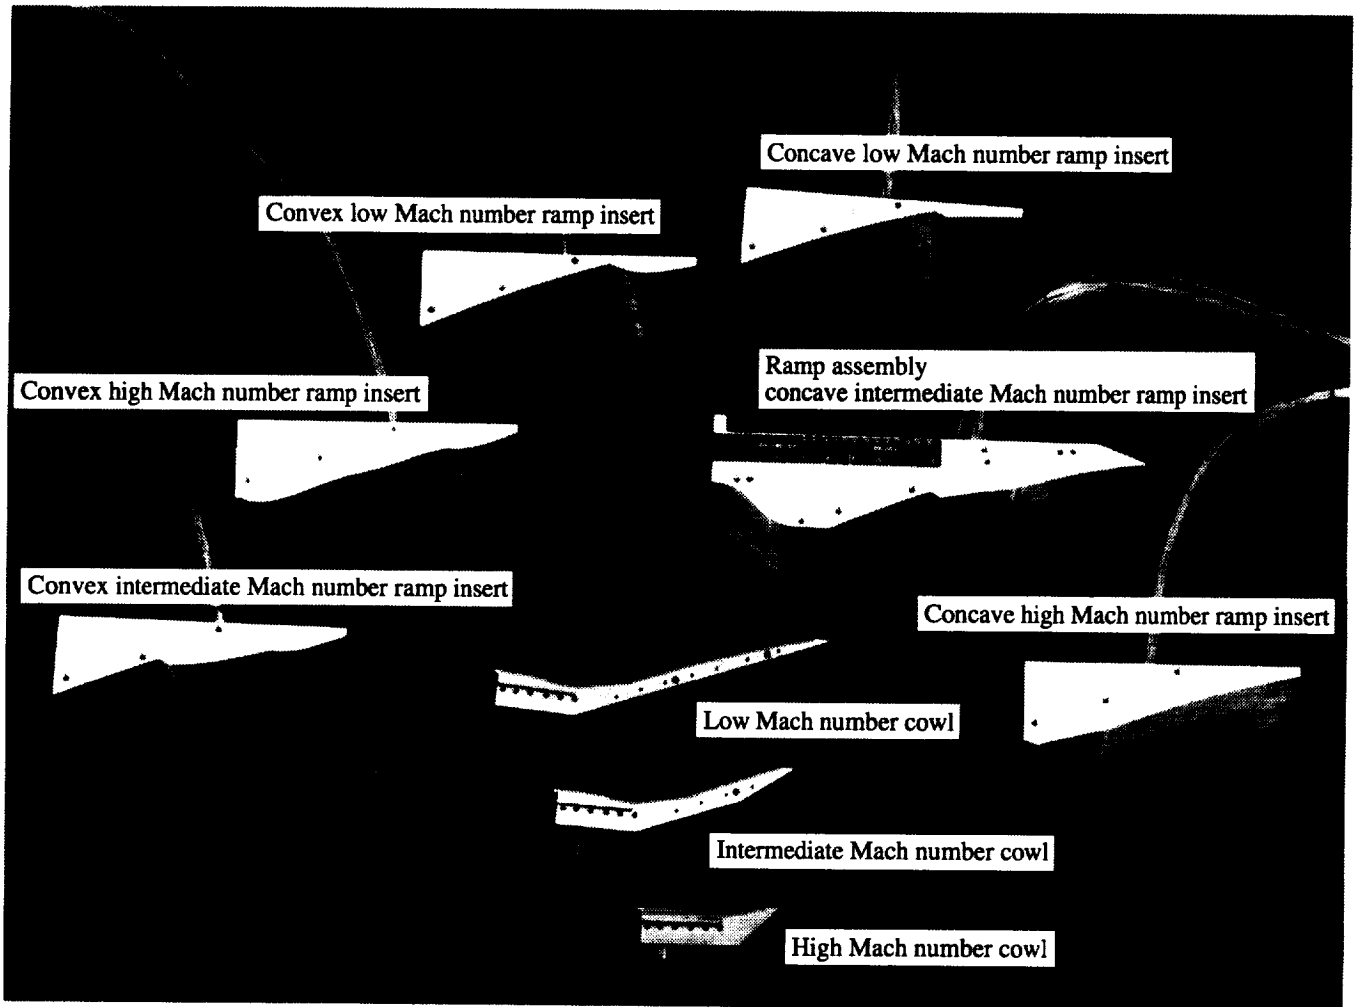 Concave low Mach number ramp insert
Convex low Mach number ramp insert
Ramp assembly
concave intermediate Mach number ramp insert
Convex high Mach number ramp insert
Convex intermediate Mach number ramp insert
Concave high Mach number ramp insert
Low Mach number cowl
Intermediate Mach number cowl
High Mach number cowl